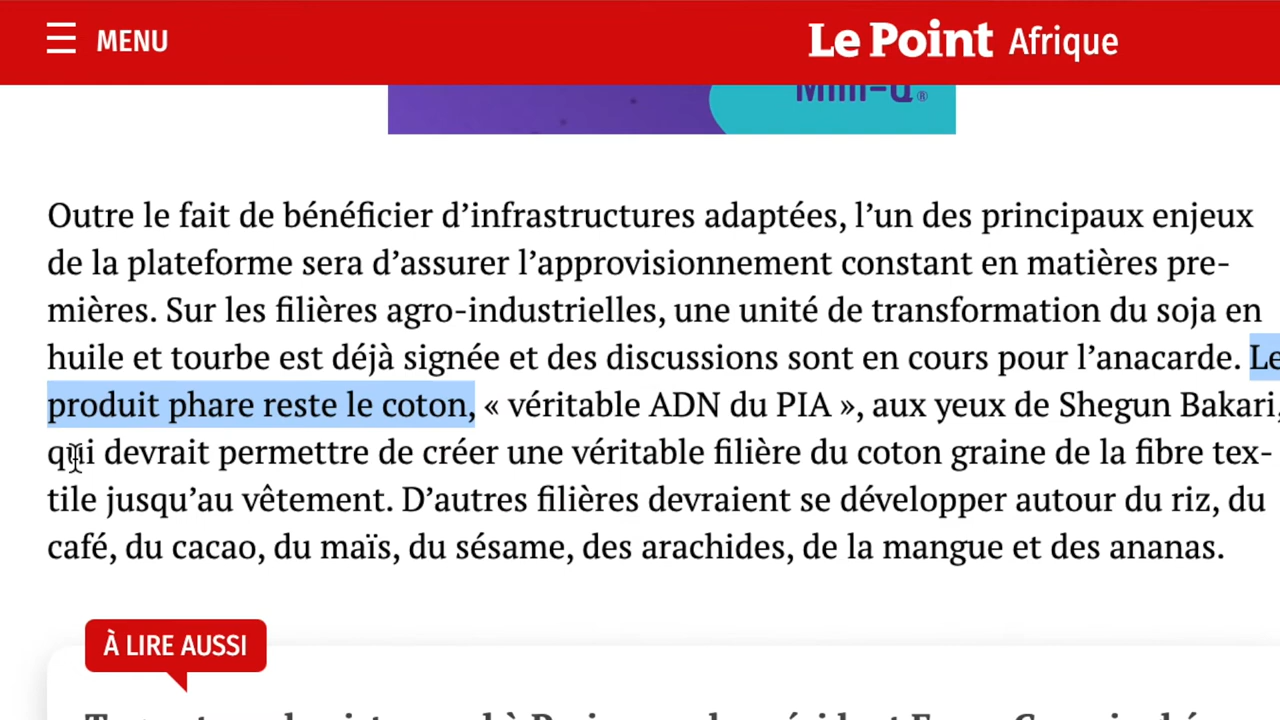 MENU
Le Point Afrique
Milli-Q®
Outre le fait de bénéficier d’infrastructures adaptées, l’un des principaux enjeux
de la plateforme sera d’assurer l’approvisionnement constant en matières pre-
mières. Sur les filières agro-industrielles, une unité de transformation du soja en
huile et tourbe est déjà signée et des discussions sont en cours pour l’anacarde. Le
produit phare reste le coton, « véritable ADN du PIA », aux yeux de Shegun Bakari,
qui devrait permettre de créer une véritable filière du coton graine de la fibre tex-
tile jusqu’au vêtement. D’autres filières devraient se développer autour du riz, du
café, du cacao, du maïs, du sésame, des arachides, de la mangue et des ananas.
À LIRE AUSSI